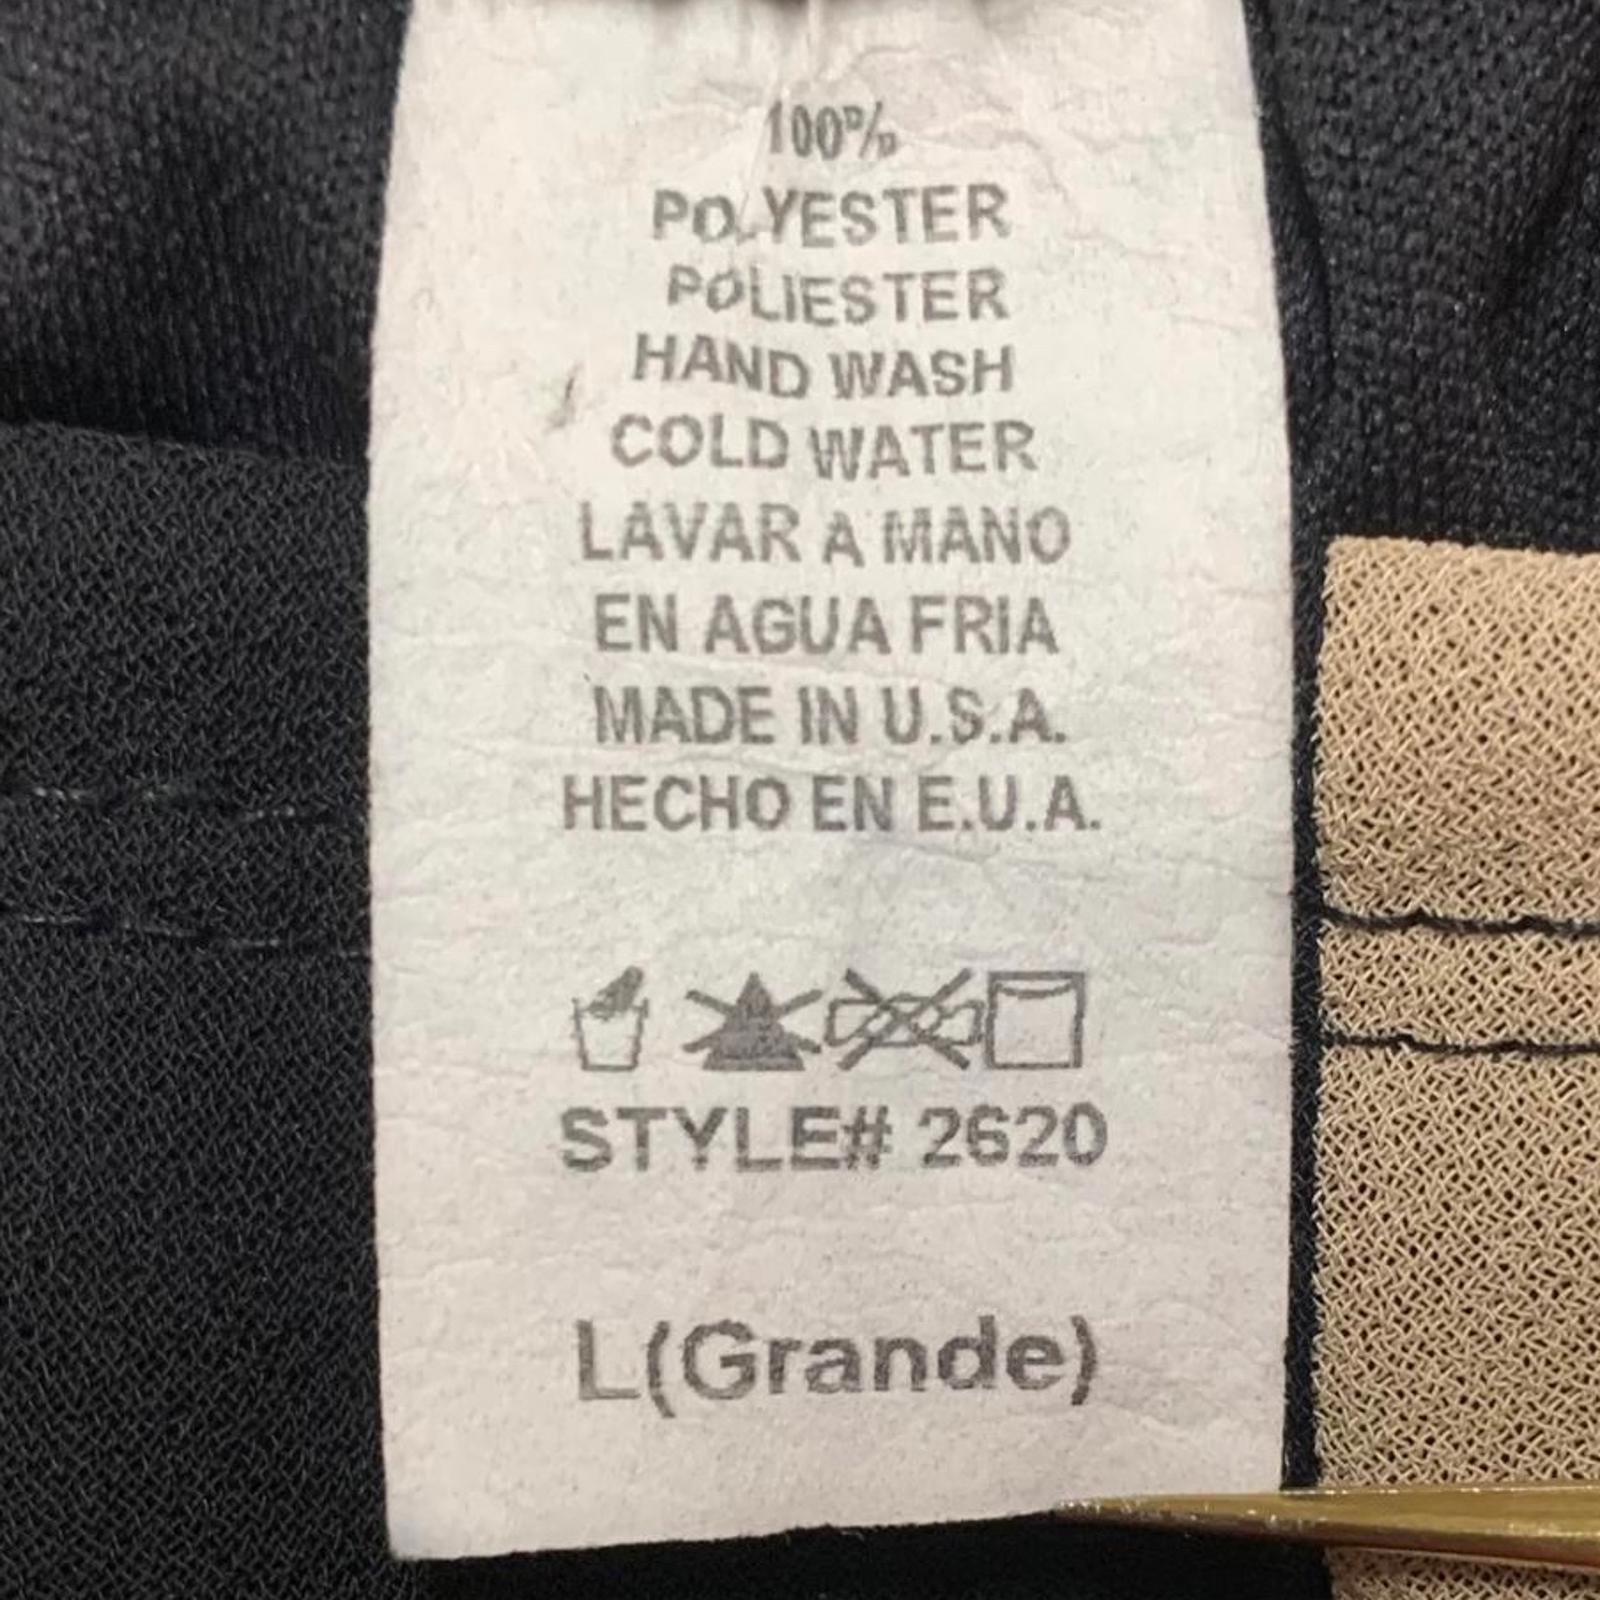 100%
POLYESTER
POLIESTER
HAND WASH
COLD WATER
LAVAR A MANO
EN AGUA FRIA
MADE IN U.S.A.
HECHO EN E.U.A.
STYLE# 2620
L(Grande)